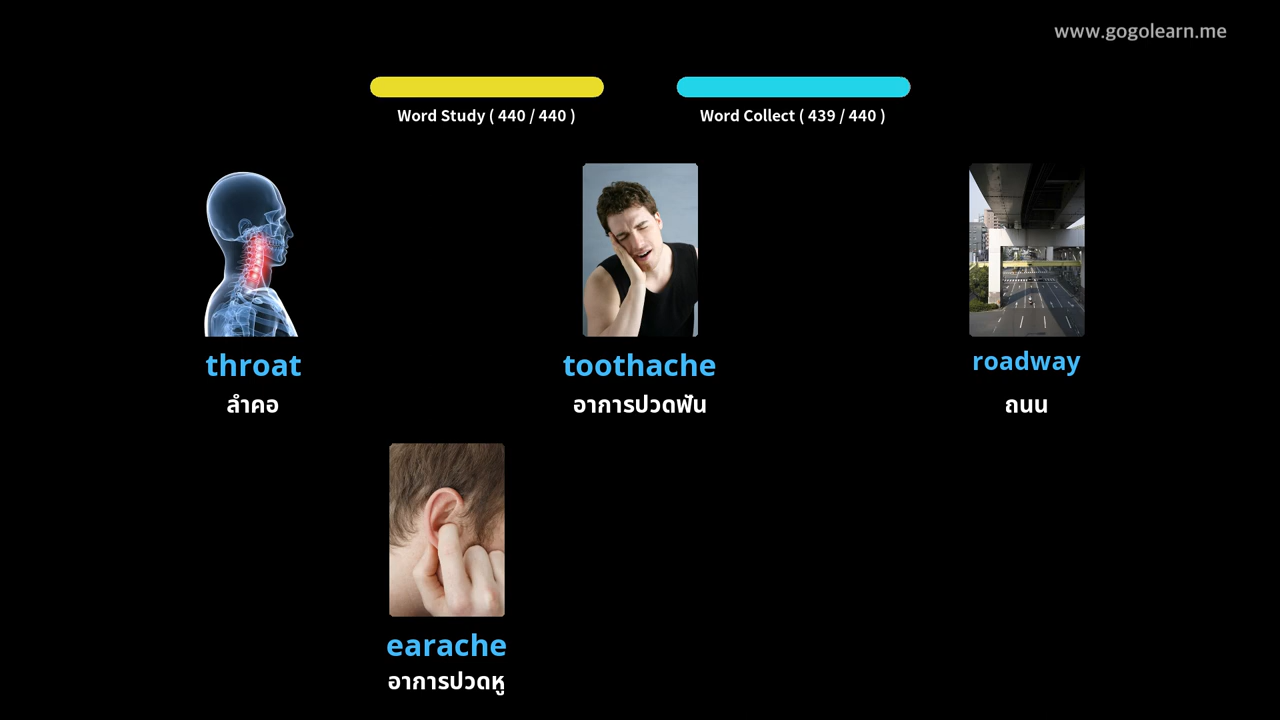 www.gogolearn.me
Word Study ( 440 / 440 )
Word Collect ( 439 / 440 )
throat
ลำคอ
toothache
อาการปวดฟัน
roadway
ถนน
earache
อาการปวดหู